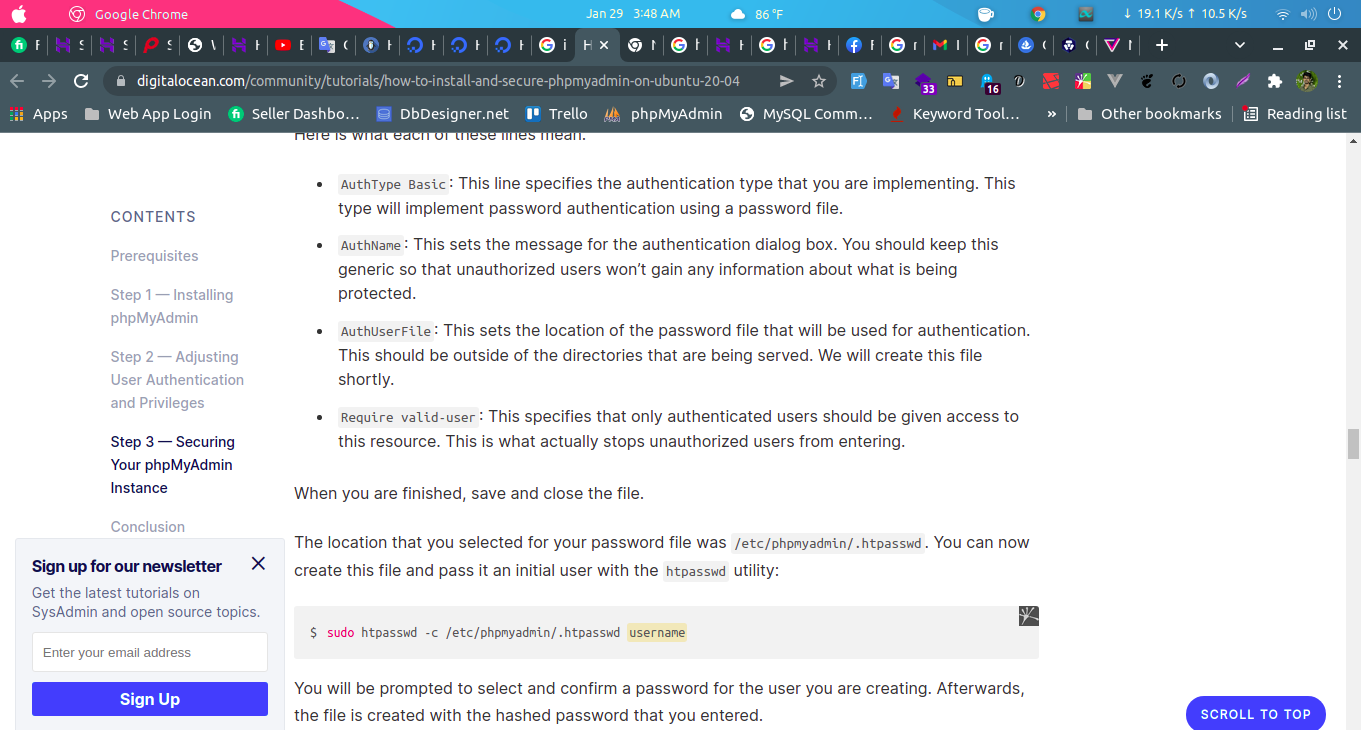 Google Chrome
Jan 29 3:48 AM
86 °F
↓ 19.1 K/s ↑ 10.5 K/s
digitalocean.com/community/tutorials/how-to-install-and-secure-phpmyadmin-on-ubuntu-20-04
33
16
Apps
Web App Login
Seller Dashbo...
DbDesigner.net
Trello
phpMyAdmin
MySQL Comm...
Keyword Tool...
»
Other bookmarks
Reading list
Here is what each of these lines mean:
AuthType Basic: This line specifies the authentication type that you are implementing. This
type will implement password authentication using a password file.
AuthName: This sets the message for the authentication dialog box. You should keep this
generic so that unauthorized users won’t gain any information about what is being
protected.
AuthUserFile: This sets the location of the password file that will be used for authentication.
This should be outside of the directories that are being served. We will create this file
shortly.
Require valid-user: This specifies that only authenticated users should be given access to
this resource. This is what actually stops unauthorized users from entering.
When you are finished, save and close the file.
The location that you selected for your password file was /etc/phpmyadmin/.htpasswd. You can now
create this file and pass it an initial user with the htpasswd utility:
$ sudo htpasswd -c /etc/phpmyadmin/.htpasswd username
You will be prompted to select and confirm a password for the user you are creating. Afterwards,
the file is created with the hashed password that you entered.
CONTENTS
Prerequisites
Step 1 — Installing
phpMyAdmin
Step 2 — Adjusting
User Authentication
and Privileges
Step 3 — Securing
Your phpMyAdmin
Instance
Conclusion
Sign up for our newsletter
Get the latest tutorials on
SysAdmin and open source topics.
Enter your email address
Sign Up
SCROLL TO TOP